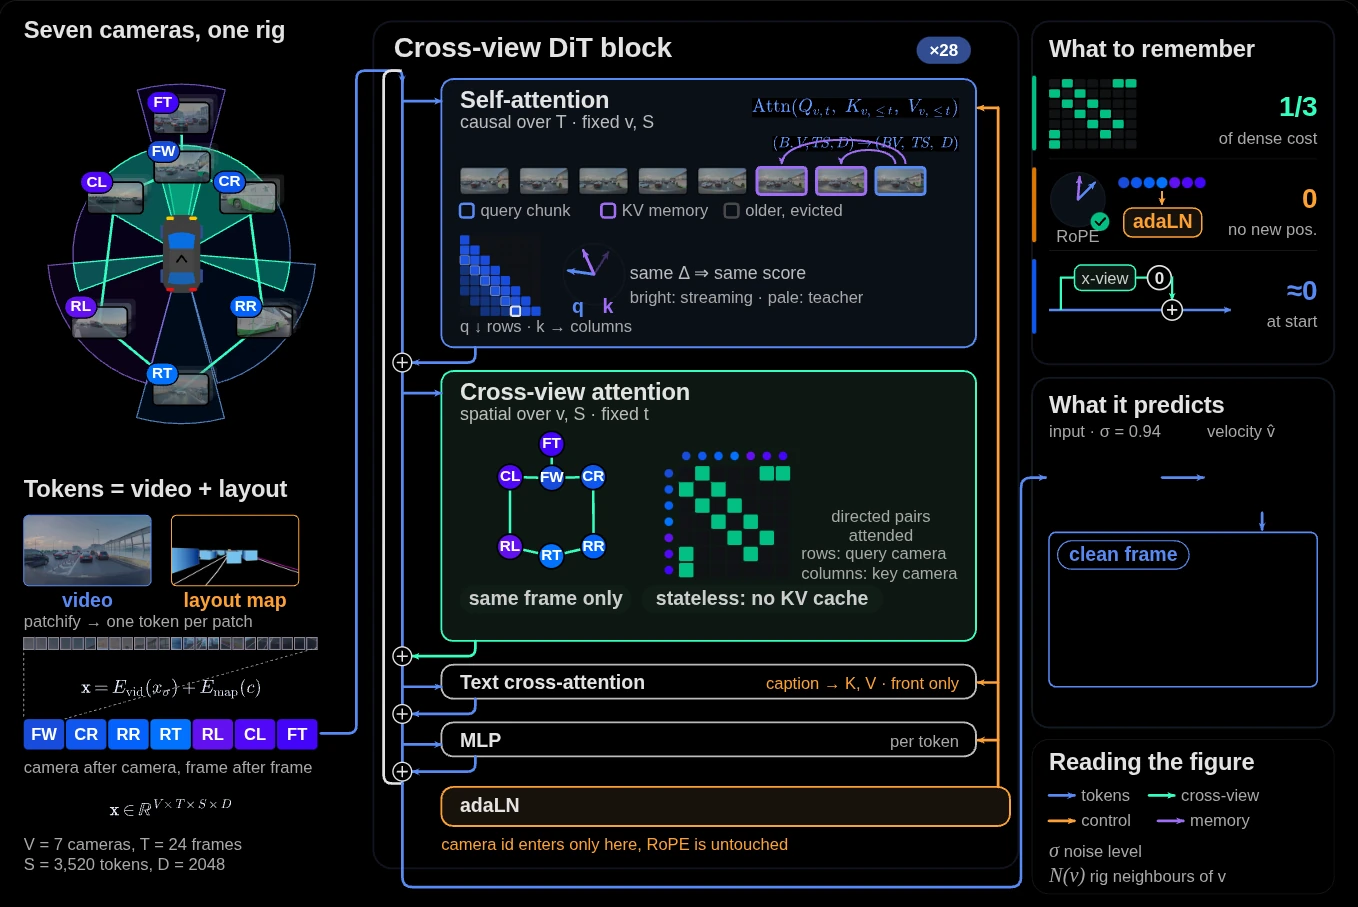 Seven cameras, one rig
FT
FW
CL
CR
RL
RR
RT
Tokens = video + layout
video
layout map
patchify → one token per patch
x = E_vid(x_σ) + E_map(c)
FW CR RR RT RL CL FT
camera after camera, frame after frame
x ∈ ℝ^{V×T×S×D}
V = 7 cameras, T = 24 frames
S = 3,520 tokens, D = 2048
Cross-view DiT block
×28
Self-attention
causal over T · fixed v, S
Attn(Q_{v,t}, K_{v,≤t}, V_{v,≤t})
(B,V,TS,D) → (BV, TS, D)
query chunk
KV memory
older, evicted
same Δ ⇒ same score
bright: streaming · pale: teacher
q k
q ↓ rows · k → columns
Cross-view attention
spatial over v, S · fixed t
FT
CL FW CR
RL RT RR
directed pairs
attended
rows: query camera
columns: key camera
same frame only
stateless: no KV cache
Text cross-attention
caption → K, V · front only
MLP
per token
adaLN
camera id enters only here, RoPE is untouched
What to remember
1/3
of dense cost
RoPE
adaLN
0
no new pos.
x-view
0
≈0
at start
What it predicts
input · σ = 0.94
velocity v̂
clean frame
Reading the figure
tokens
cross-view
control
memory
σ noise level
N(v) rig neighbours of v